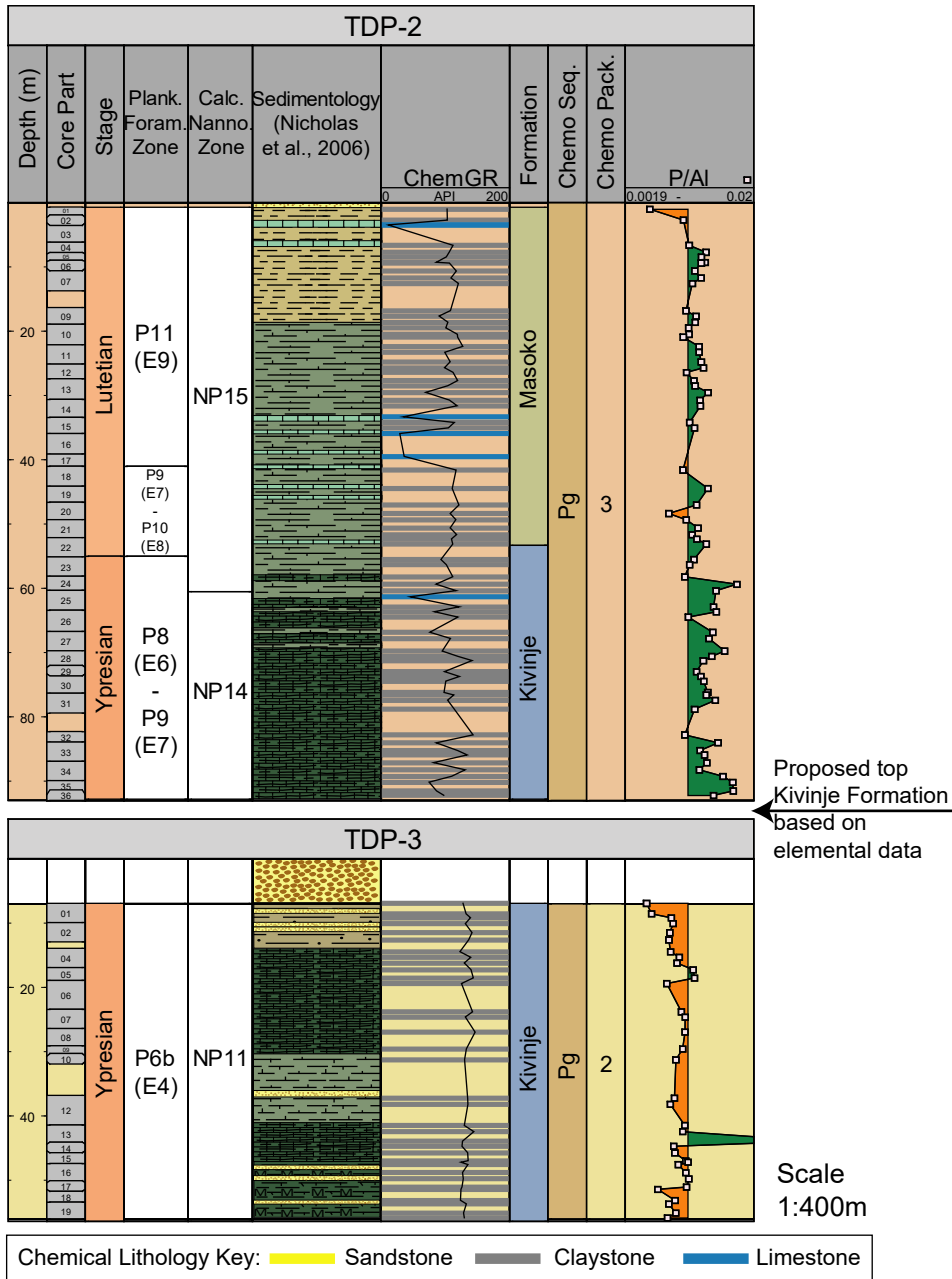 TDP-2
Depth (m)
Core Part
Stage
Plank.
Foram.
Zone
Calc.
Nanno.
Zone
Sedimentology
(Nicholas
et al., 2006)
ChemGR
0 API 200
Formation
Chemo Seq.
Chemo Pack.
P/Al
0.0019 - 0.02
20
40
60
80
01
02
03
04
05
06
07
09
10
11
12
13
14
15
16
17
18
19
20
21
22
23
24
25
26
27
28
29
30
31
32
33
34
35
36
Lutetian
Ypresian
P11
(E9)
P9
(E7)
-
P10
(E8)
P8
(E6)
-
P9
(E7)
NP15
NP14
Masoko
Kivinje
Pg
3
Proposed top
Kivinje Formation
based on
elemental data
TDP-3
20
40
01
02
04
05
06
07
08
09
10
12
13
14
15
16
17
18
19
Ypresian
P6b
(E4)
NP11
M M M
M M M M
Kivinje
Pg
2
Scale
1:400m
Chemical Lithology Key: Sandstone Claystone Limestone